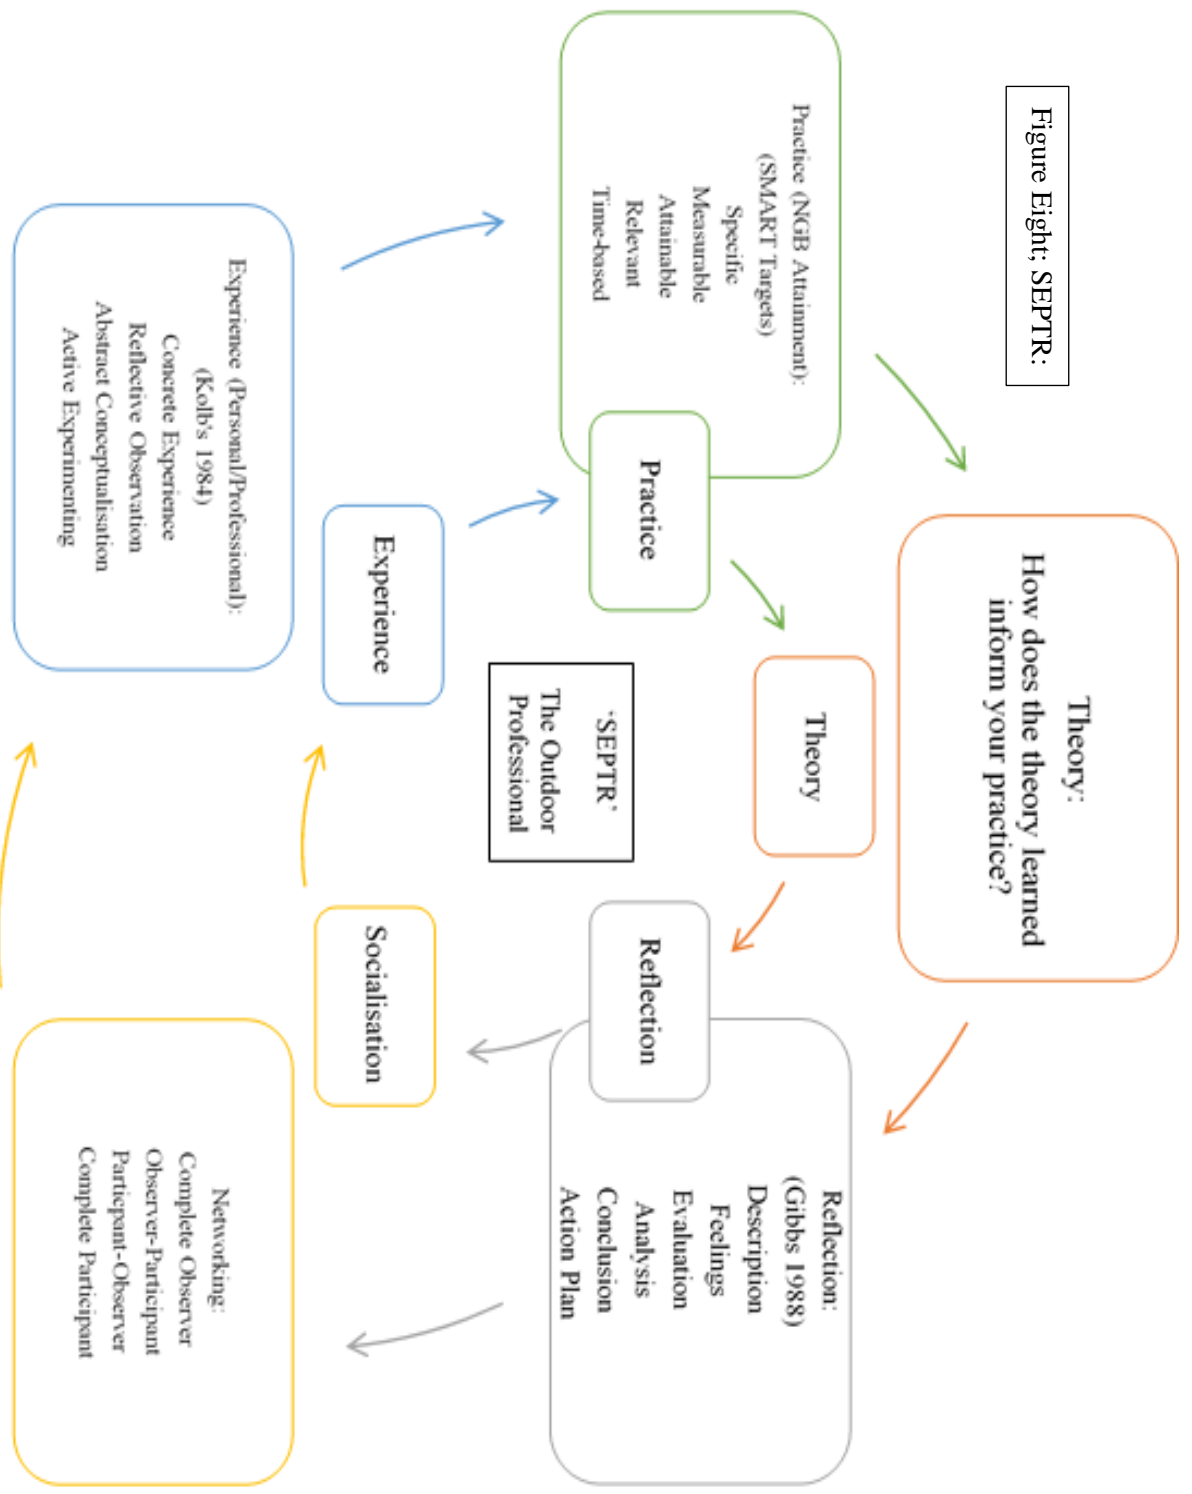 Figure Eight; SEPTR:
Theory:
How does the theory learned
inform your practice?
Theory
Practice (NGB Attainment):
(SMART Targets)
Specific
Measurable
Attainable
Relevant
Time-based
Practice
Reflection:
(Gibbs 1988)
Description
Feelings
Evaluation
Analysis
Conclusion
Action Plan
Reflection
'SEPTR'
The Outdoor
Professional
Experience
Socialisation
Experience (Personal/Professional):
(Kolb's 1984)
Concrete Experience
Reflective Observation
Abstract Conceptualisation
Active Experimenting
Networking:
Complete Observer
Observer-Participant
Particpant-Observer
Complete Participant